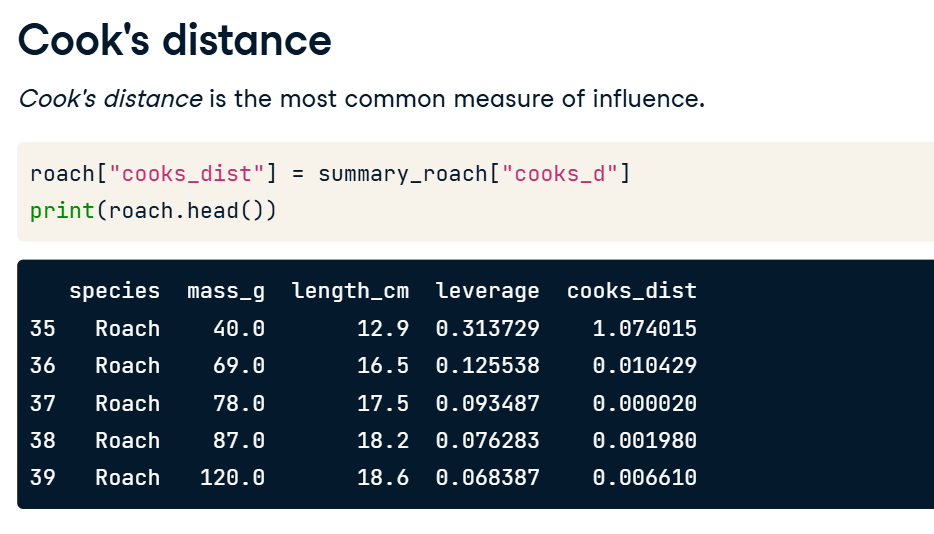 Cook's distance
Cook's distance is the most common measure of influence.
roach["cooks_dist"] = summary_roach["cooks_d"]
print(roach.head())
species mass_g length_cm leverage cooks_dist
35 Roach 40.0 12.9 0.313729 1.074015
36 Roach 69.0 16.5 0.125538 0.010429
37 Roach 78.0 17.5 0.093487 0.000020
38 Roach 87.0 18.2 0.076283 0.001980
39 Roach 120.0 18.6 0.068387 0.006610